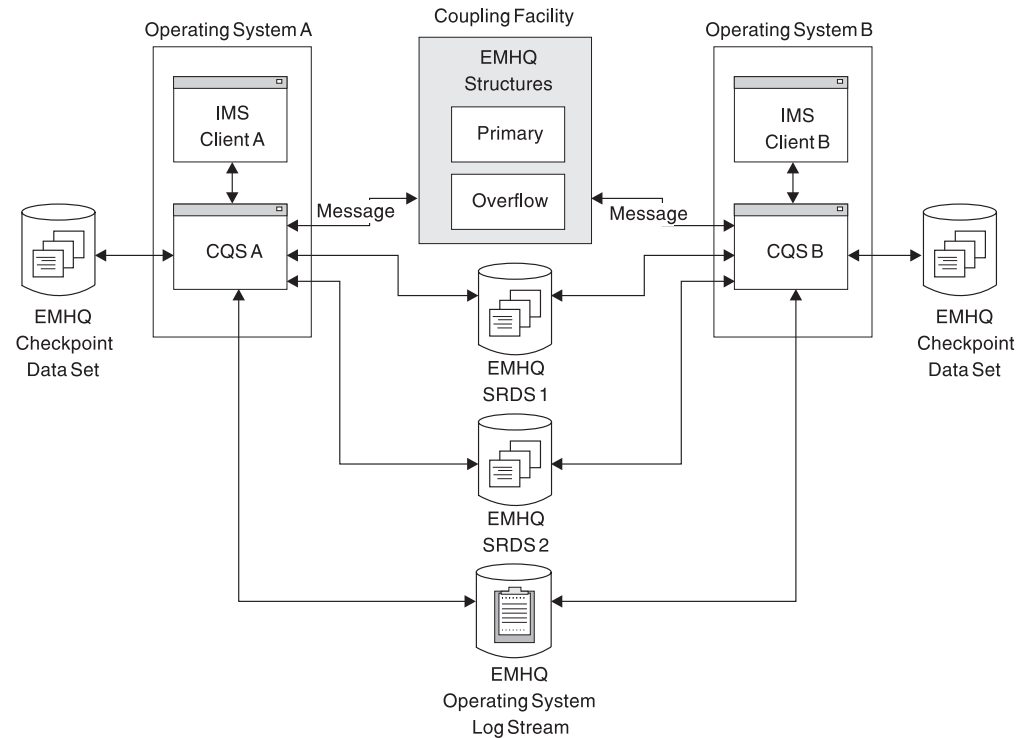 Coupling Facility
Operating System A
Operating System B
EMHQ
Structures
Primary
Overflow
IMS
Client A
IMS
Client B
Message
Message
CQS A
CQS B
EMHQ
Checkpoint
Data Set
EMHQ
Checkpoint
Data Set
EMHQ
SRDS 1
EMHQ
SRDS 2
EMHQ
Operating System
Log Stream